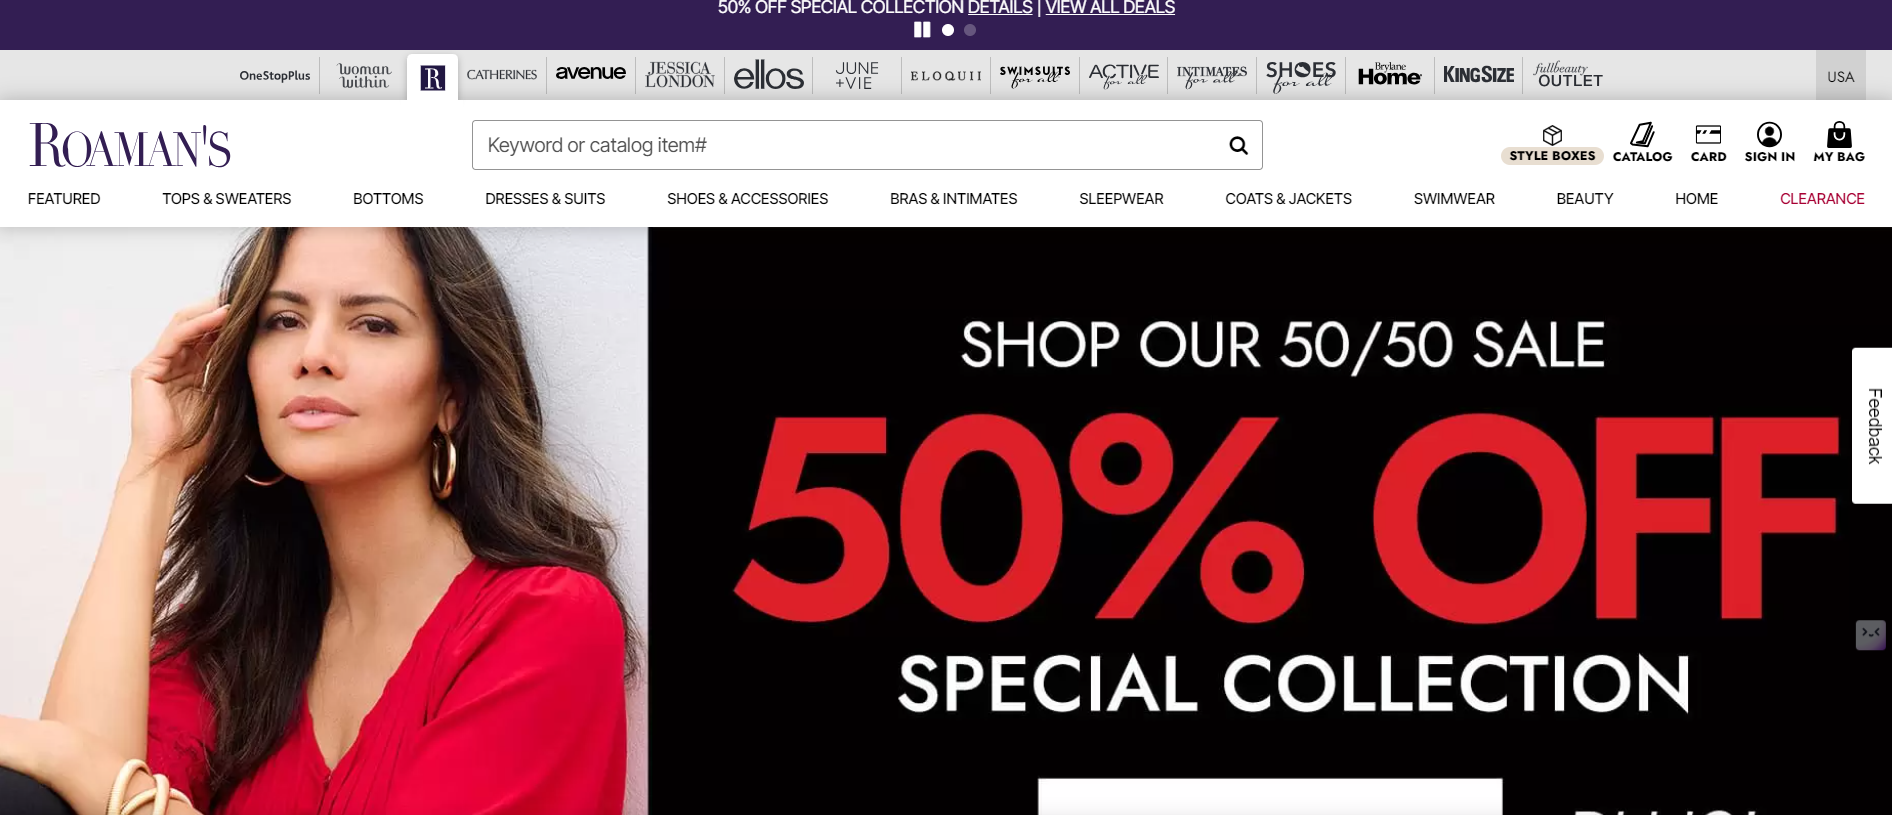 50% OFF SPECIAL COLLECTION DETAILS | VIEW ALL DEALS
OneStopPlus
woman within
R
CATHERINES
avenue
JESSICA LONDON
ellos
JUNE +VIE
ELOQUII
SWIMSUITS for all
ACTIVE for all
INTIMATES for all
SHOES for all
Brylane Home
KINGSIZE
fullbeauty OUTLET
USA
ROAMAN'S
Keyword or catalog item#
STYLE BOXES
CATALOG
CARD
SIGN IN
MY BAG
FEATURED
TOPS & SWEATERS
BOTTOMS
DRESSES & SUITS
SHOES & ACCESSORIES
BRAS & INTIMATES
SLEEPWEAR
COATS & JACKETS
SWIMWEAR
BEAUTY
HOME
CLEARANCE
SHOP OUR 50/50 SALE
50% OFF
SPECIAL COLLECTION
Feedback